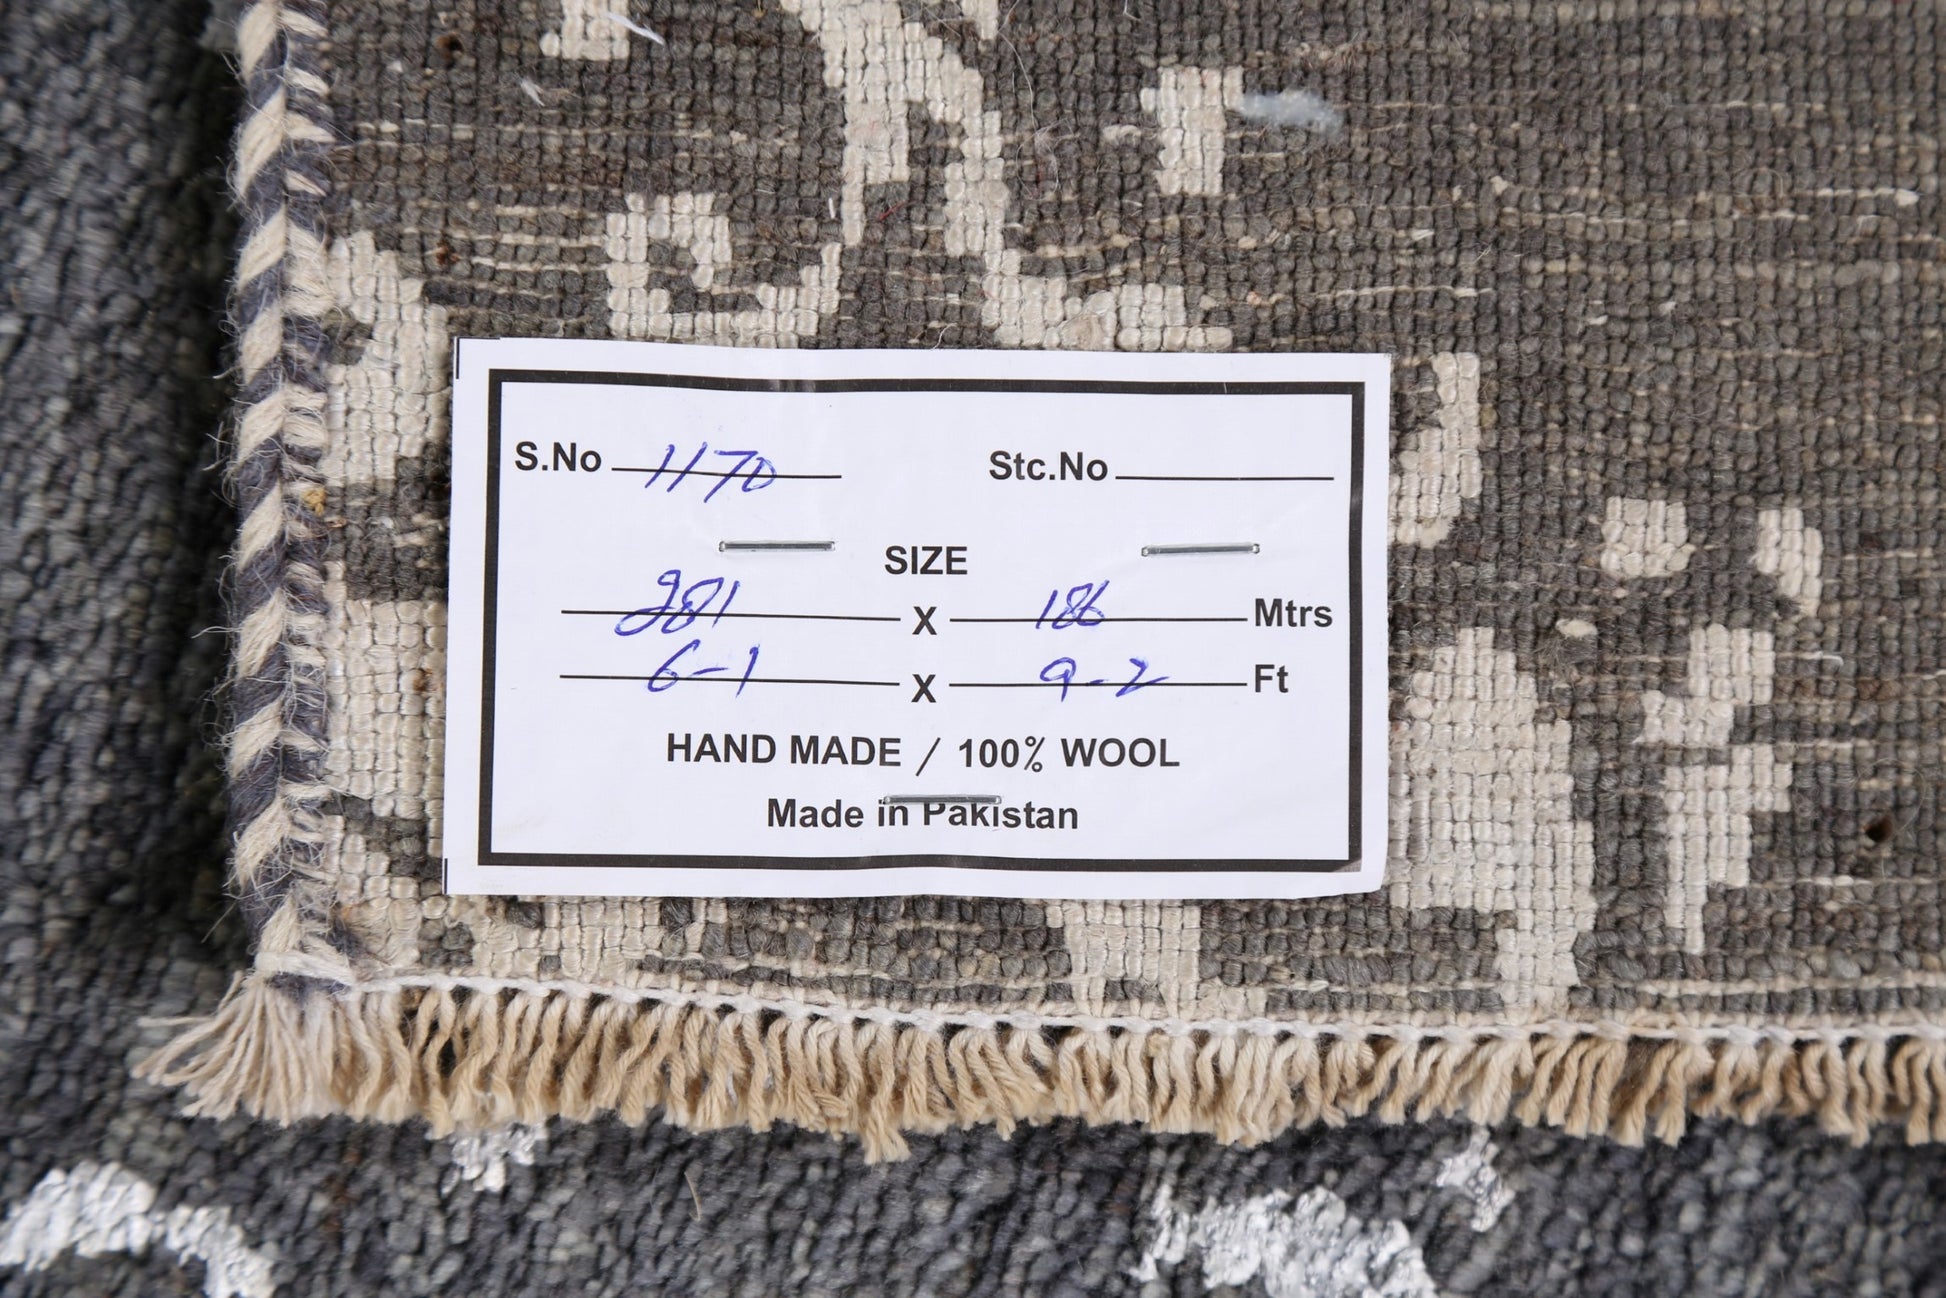 S.No 1170 Stc.No
SIZE
281 X 186 Mtrs
6-1 X 9-2 Ft
HAND MADE / 100% WOOL
Made in Pakistan